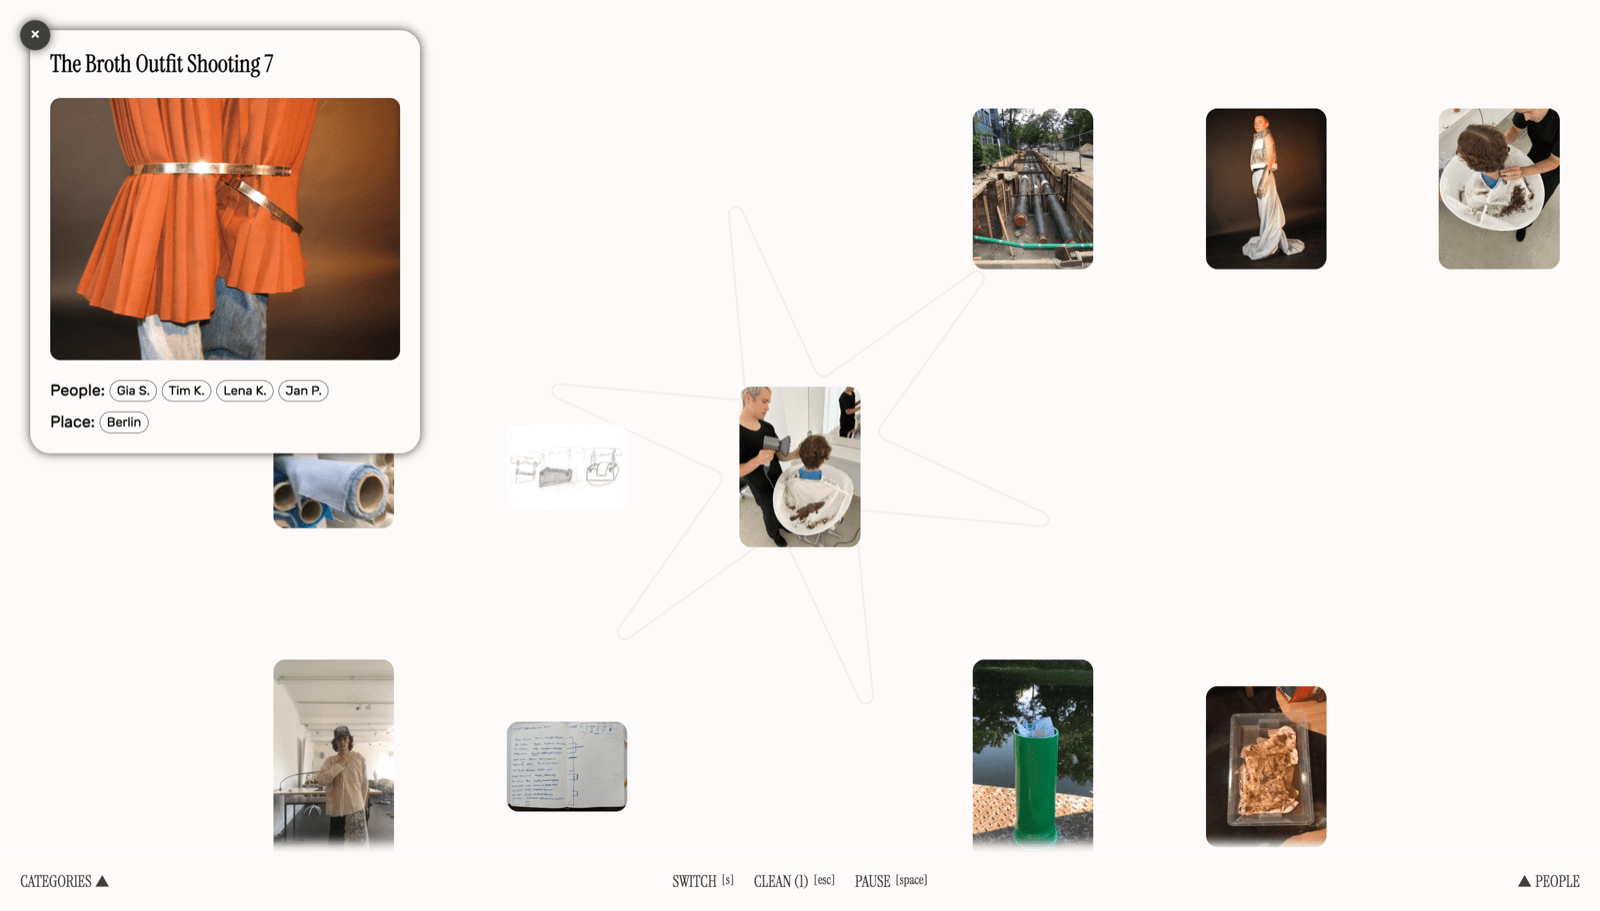 ×
The Broth Outfit Shooting 7
People: Gia S. Tim K. Lena K. Jan P.
Place: Berlin
CATEGORIES ▲
SWITCH [s] CLEAN (1) [esc] PAUSE [space]
▲ PEOPLE